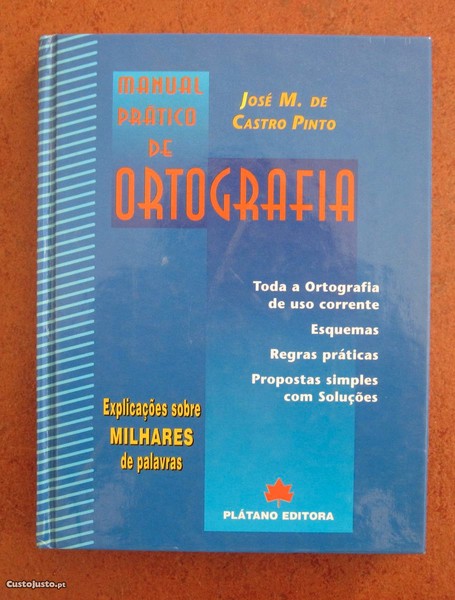 MANUAL
PRÁTICO
DE
ORTOGRAFIA
JOSÉ M. DE
CASTRO PINTO
Toda a Ortografia
de uso corrente
Esquemas
Regras práticas
Propostas simples
com Soluções
Explicações sobre
MILHARES
de palavras
PLÁTANO EDITORA
CustoJusto.pt